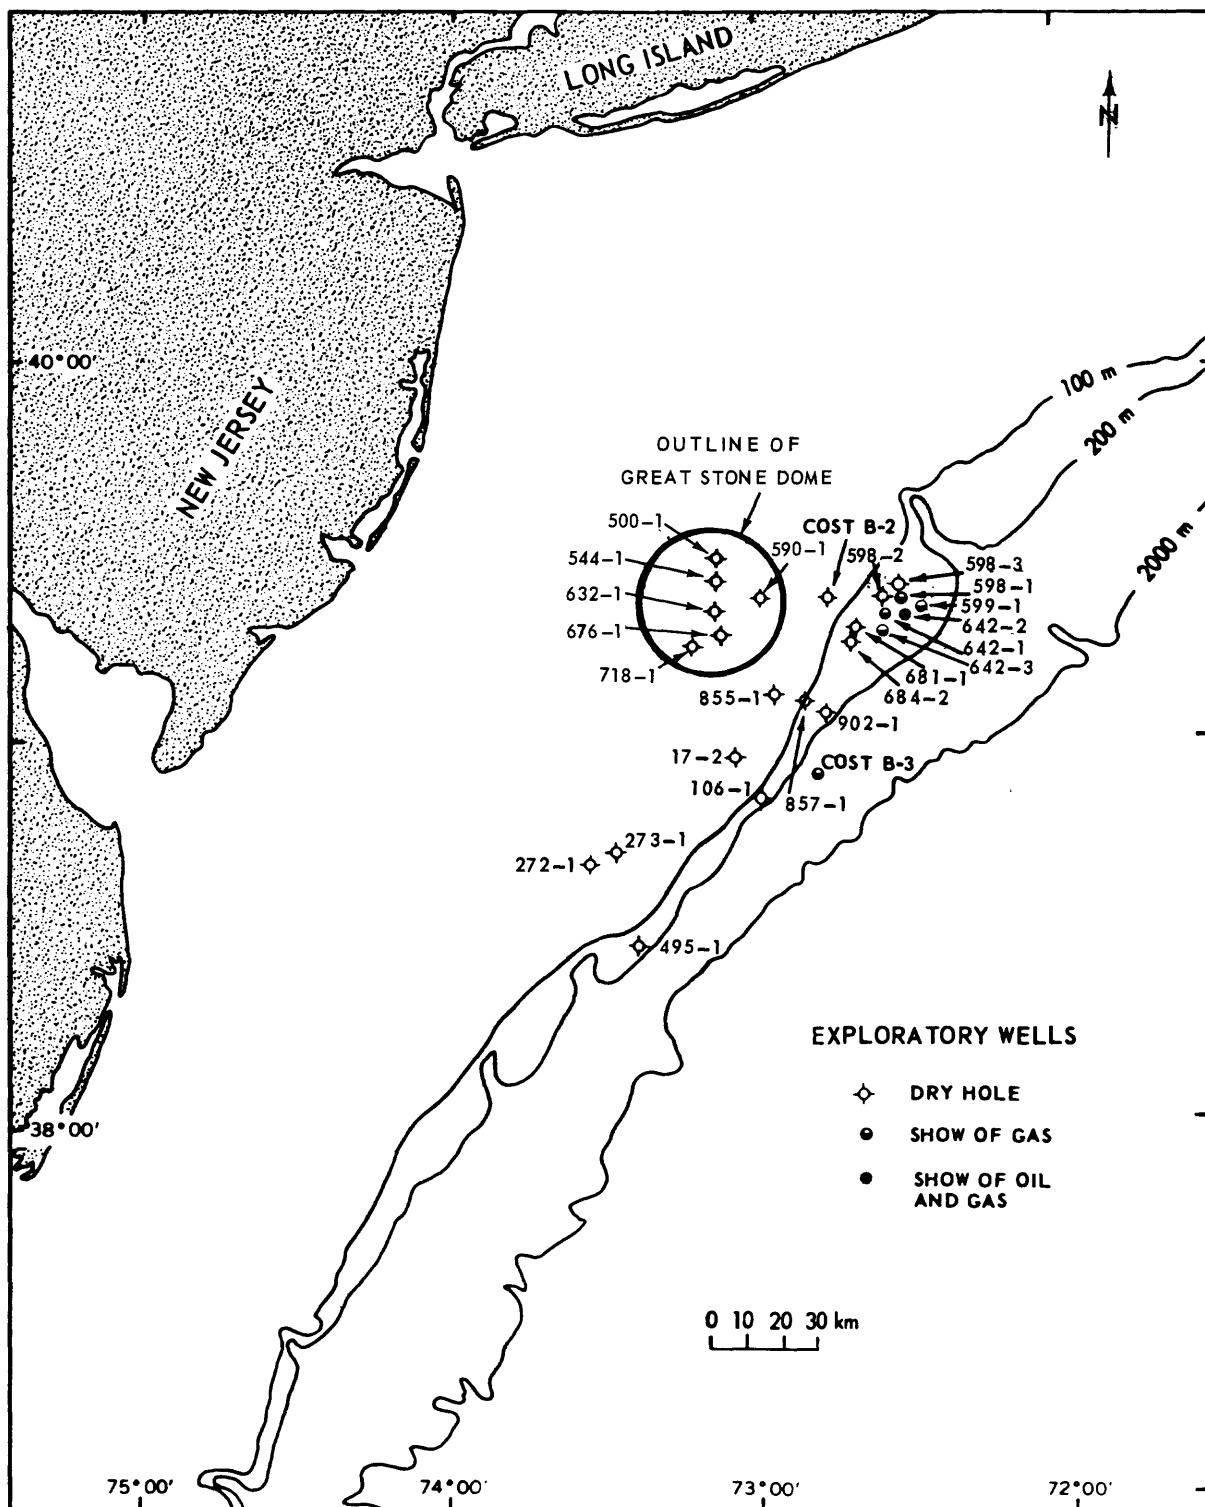 LONG ISLAND
N
40°00'
NEW JERSEY
100 m
200 m
2000 m
OUTLINE OF
GREAT STONE DOME
500-1
590-1
COST B-2
598-2
544-1
598-3
598-1
632-1
599-1
642-2
676-1
642-1
642-3
718-1
681-1
684-2
855-1
902-1
17-2
COST B-3
106-1
857-1
273-1
272-1
495-1
EXPLORATORY WELLS
DRY HOLE
38°00'
SHOW OF GAS
SHOW OF OIL
AND GAS
0 10 20 30 km
75°00' 74°00' 73°00' 72°00'